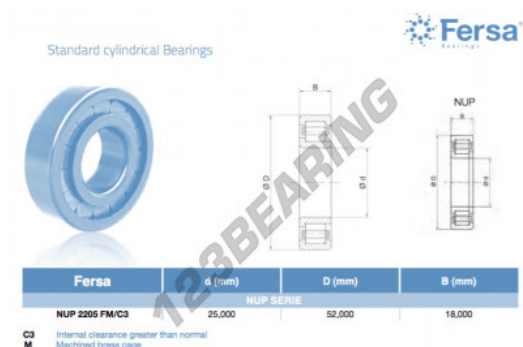 Fersa
Bearings
Standard cylindrical Bearings
B
NUP
B
Ø D
Ø d
Ø D
Ø d
123BEARING
Fersa d (mm) D (mm) B (mm)
NUP SERIE
NUP 2205 FM/C3 25,000 52,000 18,000
C3 Internal clearance greater than normal
M Machined brass cage